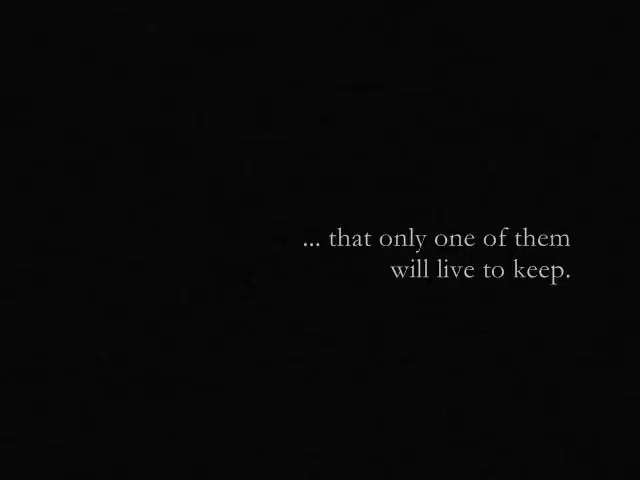 ... that only one of them
will live to keep.